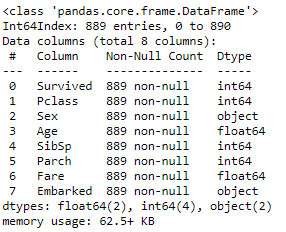 <class 'pandas.core.frame.DataFrame'>
Int64Index: 889 entries, 0 to 890
Data columns (total 8 columns):
 #   Column    Non-Null Count  Dtype
---  ------    --------------  -----
 0   Survived  889 non-null    int64
 1   Pclass    889 non-null    int64
 2   Sex       889 non-null    object
 3   Age       889 non-null    float64
 4   SibSp     889 non-null    int64
 5   Parch     889 non-null    int64
 6   Fare      889 non-null    float64
 7   Embarked  889 non-null    object
dtypes: float64(2), int64(4), object(2)
memory usage: 62.5+ KB